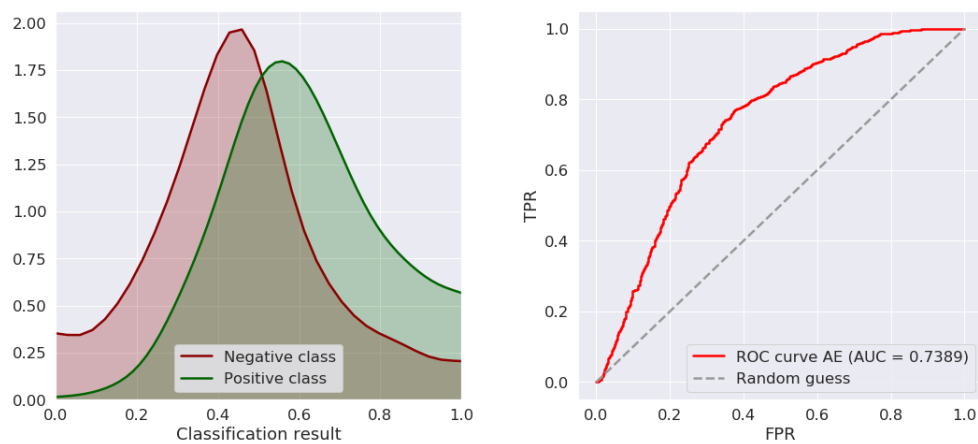 2.00
1.75
1.50
1.25
1.00
0.75
0.50
0.25
0.00
0.0 0.2 0.4 0.6 0.8 1.0
Classification result
Negative class
Positive class
1.0
0.8
0.6
0.4
0.2
0.0
TPR
0.0 0.2 0.4 0.6 0.8 1.0
FPR
ROC curve AE (AUC = 0.7389)
Random guess